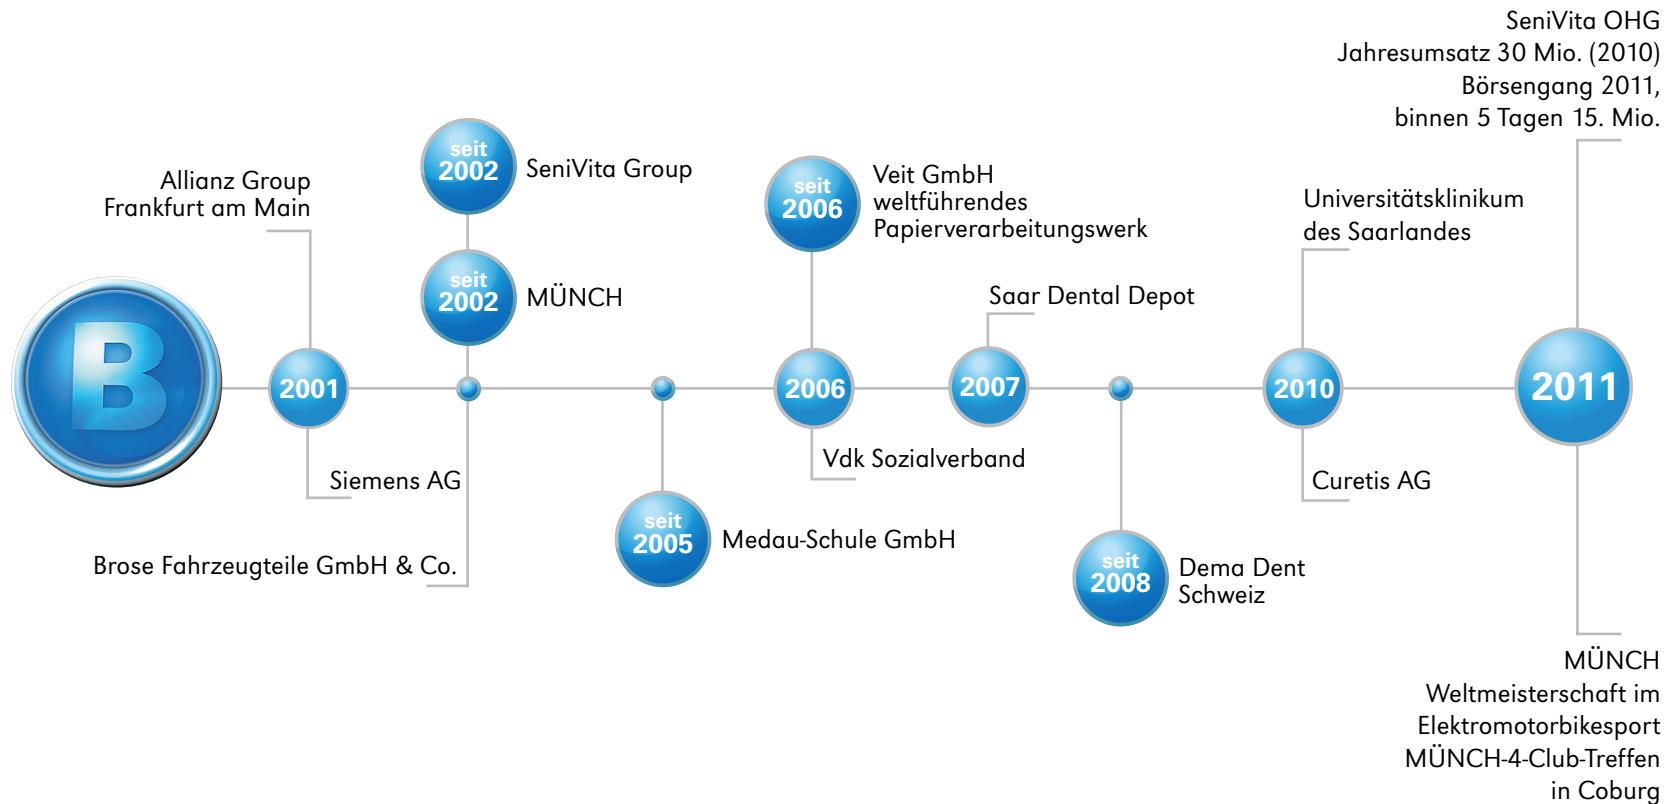 B
Allianz Group
Frankfurt am Main
2001
Siemens AG
seit
2002
SeniVita Group
seit
2002
MÜNCH
Brose Fahrzeugteile GmbH & Co.
seit
2005
Medau-Schule GmbH
seit
2006
Veit GmbH
weltführendes
Papierverarbeitungswerk
2006
Vdk Sozialverband
Saar Dental Depot
2007
seit
2008
Dema Dent
Schweiz
Universitätsklinikum
des Saarlandes
2010
Curetis AG
SeniVita OHG
Jahresumsatz 30 Mio. (2010)
Börsengang 2011,
binnen 5 Tagen 15. Mio.
2011
MÜNCH
Weltmeisterschaft im
Elektromotorbikesport
MÜNCH-4-Club-Treffen
in Coburg